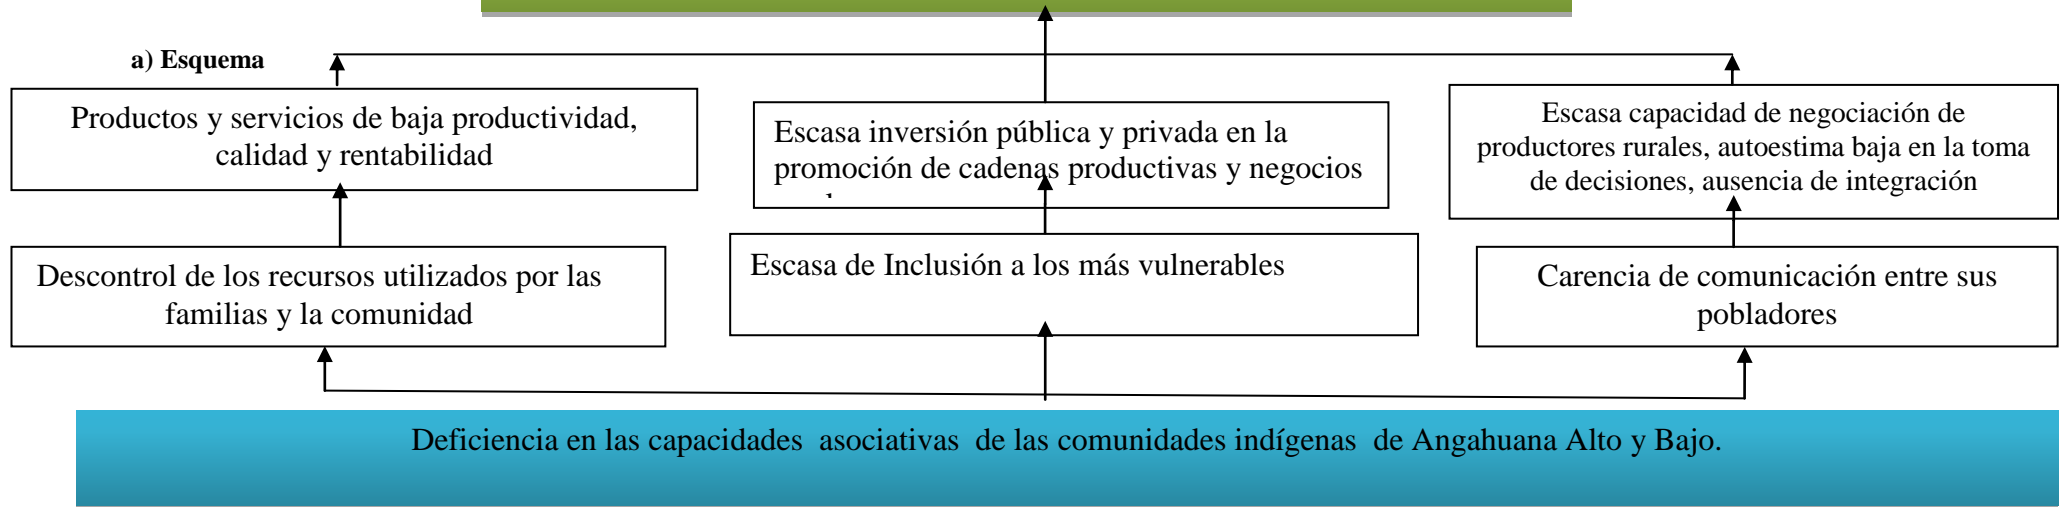 a) Esquema
Productos y servicios de baja productividad,
calidad y rentabilidad
Escasa inversión pública y privada en la
promoción de cadenas productivas y negocios
Escasa capacidad de negociación de
productores rurales, autoestima baja en la toma
de decisiones, ausencia de integración
Descontrol de los recursos utilizados por las
familias y la comunidad
Escasa de Inclusión a los más vulnerables
Carencia de comunicación entre sus
pobladores
Deficiencia en las capacidades asociativas de las comunidades indígenas de Angahuana Alto y Bajo.